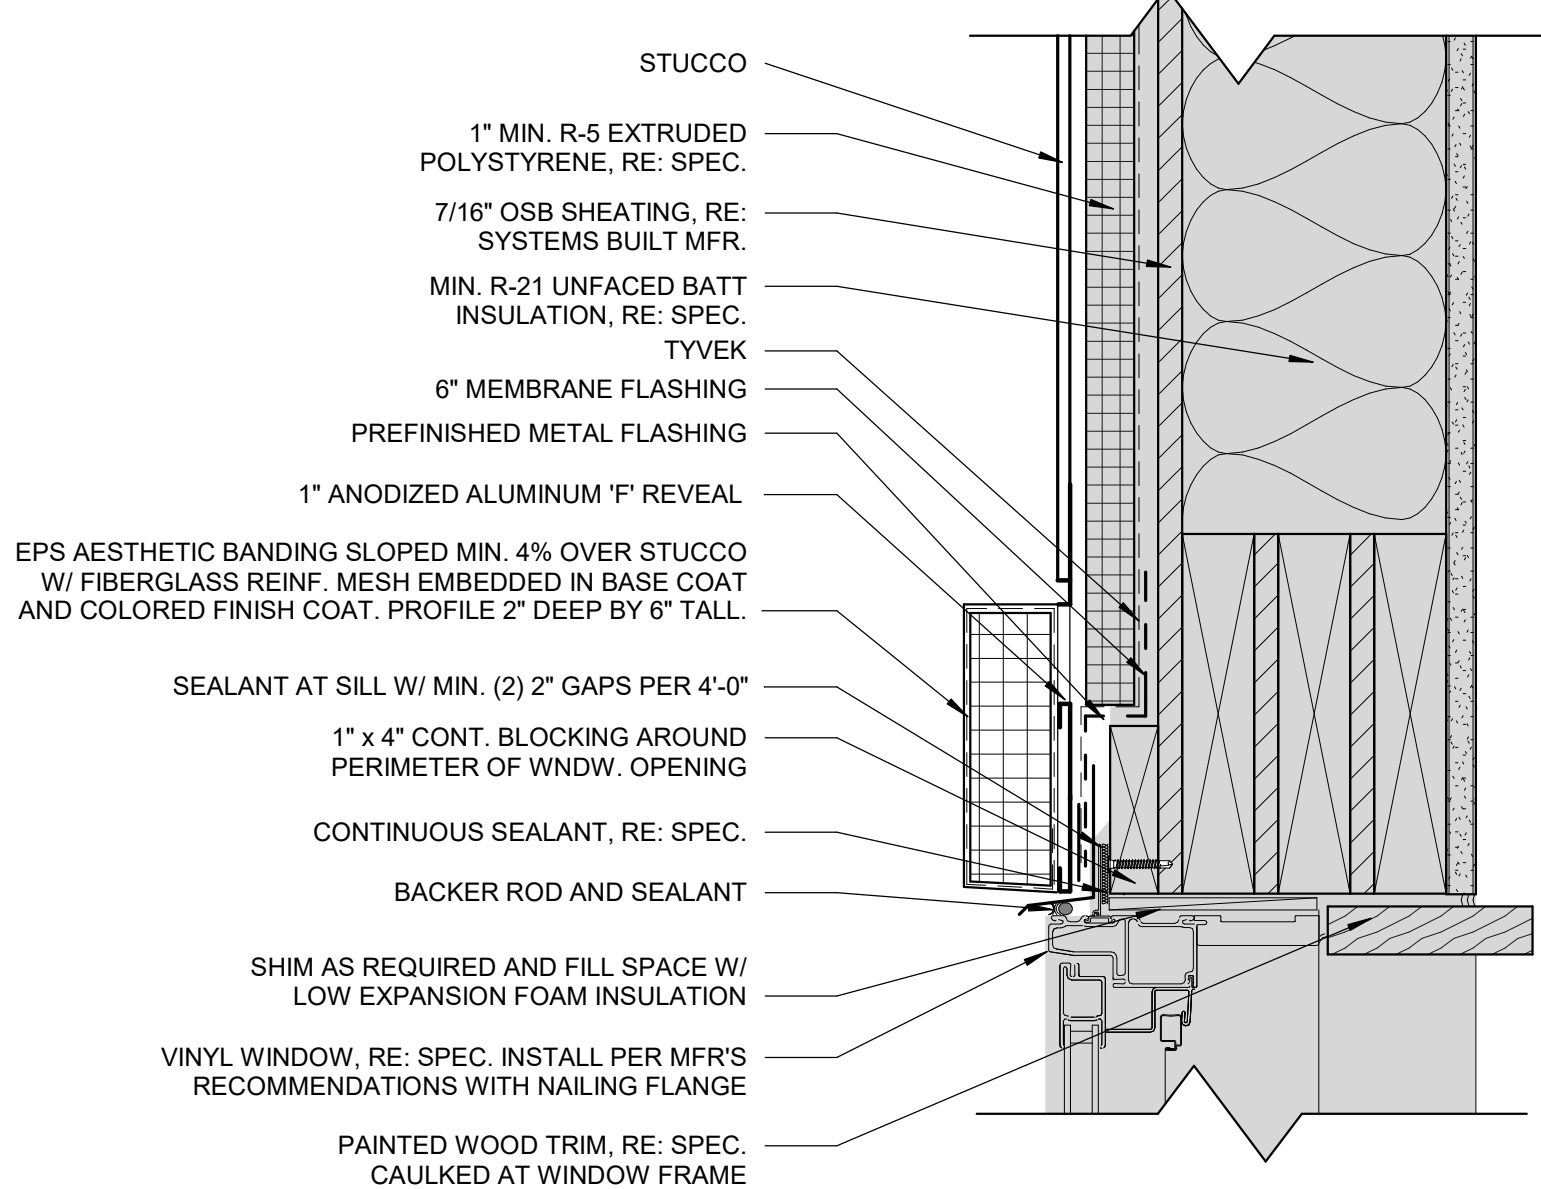 STUCCO
1" MIN. R-5 EXTRUDED
POLYSTYRENE, RE: SPEC.
7/16" OSB SHEATING, RE:
SYSTEMS BUILT MFR.
MIN. R-21 UNFACED BATT
INSULATION, RE: SPEC.
TYVEK
6" MEMBRANE FLASHING
PREFINISHED METAL FLASHING
1" ANODIZED ALUMINUM 'F' REVEAL
EPS AESTHETIC BANDING SLOPED MIN. 4% OVER STUCCO
W/ FIBERGLASS REINF. MESH EMBEDDED IN BASE COAT
AND COLORED FINISH COAT. PROFILE 2" DEEP BY 6" TALL.
SEALANT AT SILL W/ MIN. (2) 2" GAPS PER 4'-0"
1" x 4" CONT. BLOCKING AROUND
PERIMETER OF WNDW. OPENING
CONTINUOUS SEALANT, RE: SPEC.
BACKER ROD AND SEALANT
SHIM AS REQUIRED AND FILL SPACE W/
LOW EXPANSION FOAM INSULATION
VINYL WINDOW, RE: SPEC. INSTALL PER MFR'S
RECOMMENDATIONS WITH NAILING FLANGE
PAINTED WOOD TRIM, RE: SPEC.
CAULKED AT WINDOW FRAME